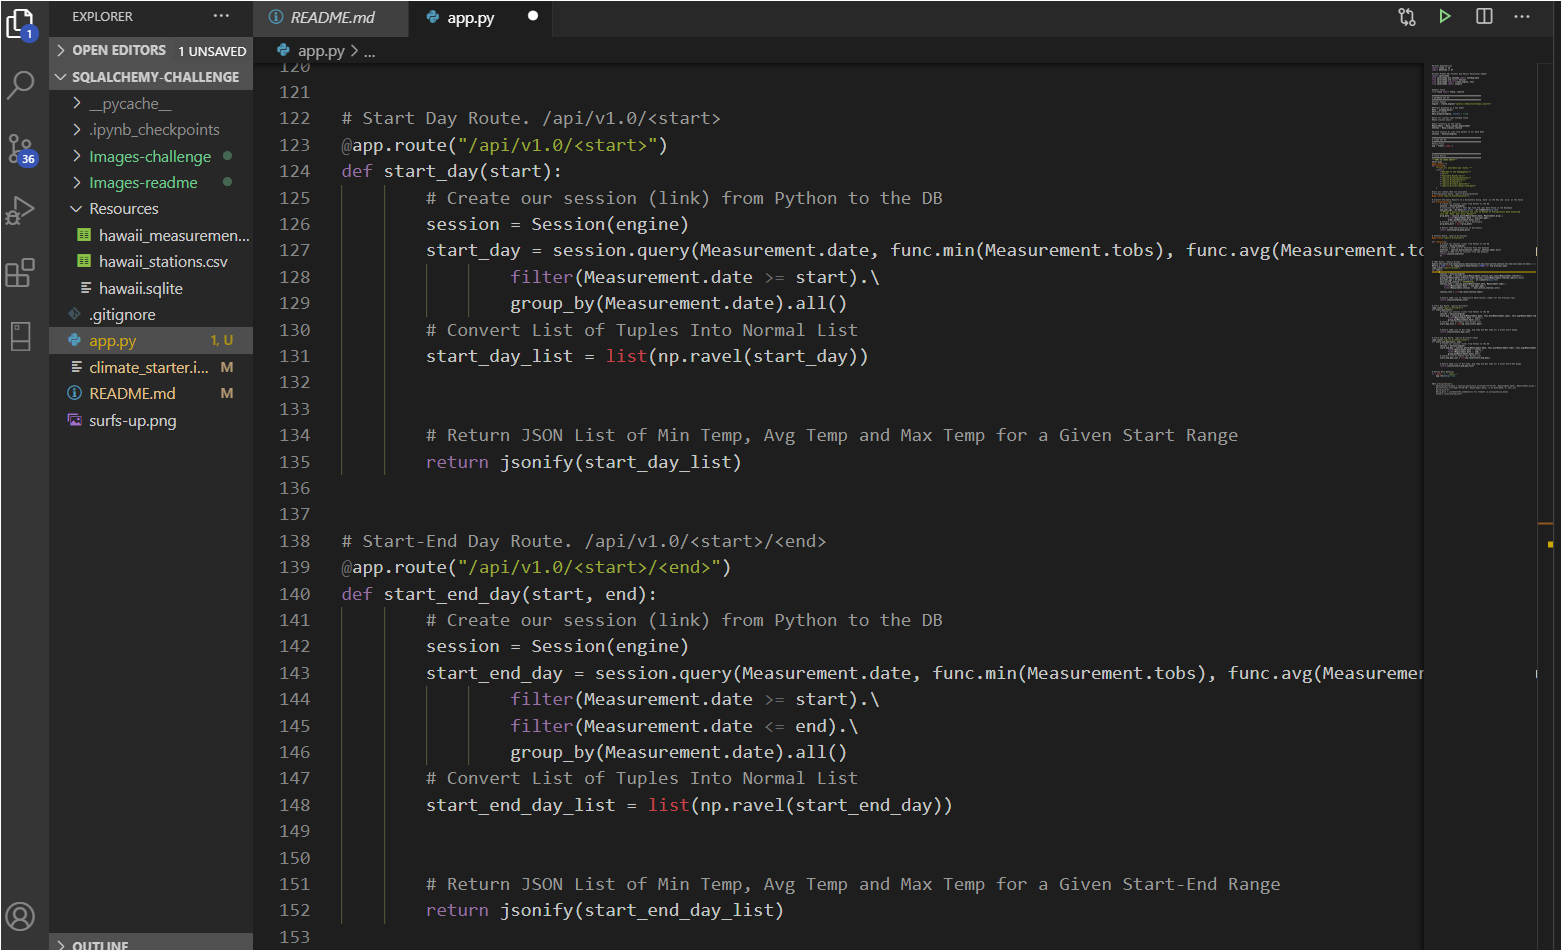 EXPLORER
···
README.md
app.py
1
OPEN EDITORS 1 UNSAVED
app.py > ...
SQLALCHEMY-CHALLENGE
__pycache__
.ipynb_checkpoints
Images-challenge
36
Images-readme
Resources
hawaii_measuremen...
hawaii_stations.csv
hawaii.sqlite
.gitignore
app.py 1, U
climate_starter.i... M
README.md M
surfs-up.png
OUTLINE
120
121
122 # Start Day Route. /api/v1.0/<start>
123 @app.route("/api/v1.0/<start>")
124 def start_day(start):
125 # Create our session (link) from Python to the DB
126 session = Session(engine)
127 start_day = session.query(Measurement.date, func.min(Measurement.tobs), func.avg(Measurement.to
128 filter(Measurement.date >= start).\
129 group_by(Measurement.date).all()
130 # Convert List of Tuples Into Normal List
131 start_day_list = list(np.ravel(start_day))
132
133
134 # Return JSON List of Min Temp, Avg Temp and Max Temp for a Given Start Range
135 return jsonify(start_day_list)
136
137
138 # Start-End Day Route. /api/v1.0/<start>/<end>
139 @app.route("/api/v1.0/<start>/<end>")
140 def start_end_day(start, end):
141 # Create our session (link) from Python to the DB
142 session = Session(engine)
143 start_end_day = session.query(Measurement.date, func.min(Measurement.tobs), func.avg(Measuremen
144 filter(Measurement.date >= start).\
145 filter(Measurement.date <= end).\
146 group_by(Measurement.date).all()
147 # Convert List of Tuples Into Normal List
148 start_end_day_list = list(np.ravel(start_end_day))
149
150
151 # Return JSON List of Min Temp, Avg Temp and Max Temp for a Given Start-End Range
152 return jsonify(start_end_day_list)
153